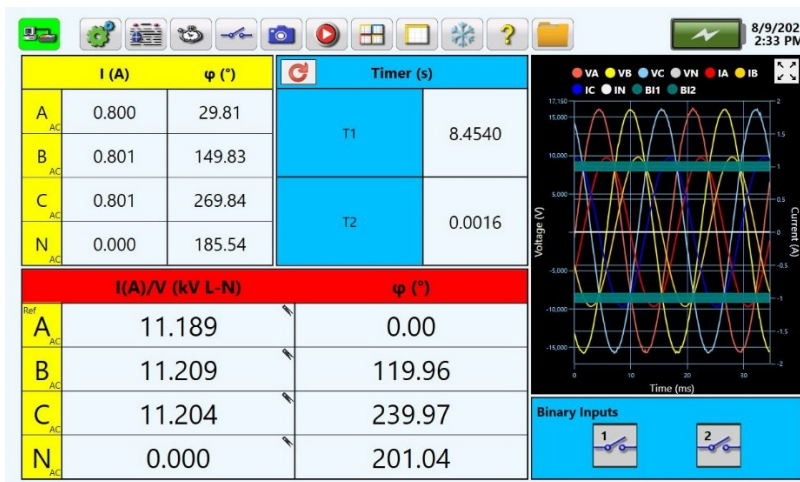 8/9/202
2:33 PM
I (A) φ (°)
A AC 0.800 29.81
B AC 0.801 149.83
C AC 0.801 269.84
N AC 0.000 185.54
Timer (s)
T1 8.4540
T2 0.0016
I(A)/V (kV L-N) φ (°)
Ref A AC 11.189 0.00
B AC 11.209 119.96
C AC 11.204 239.97
N AC 0.000 201.04
VA VB VC VN IA IB
IC IN BI1 BI2
17,150
15,000
10,000
5,000
-5,000
-10,000
-15,000
Voltage (V)
2
1.5
1
0.5
0
-0.5
-1
-1.5
-2
Current (A)
0 10 20 30
Time (ms)
Binary Inputs
1 2